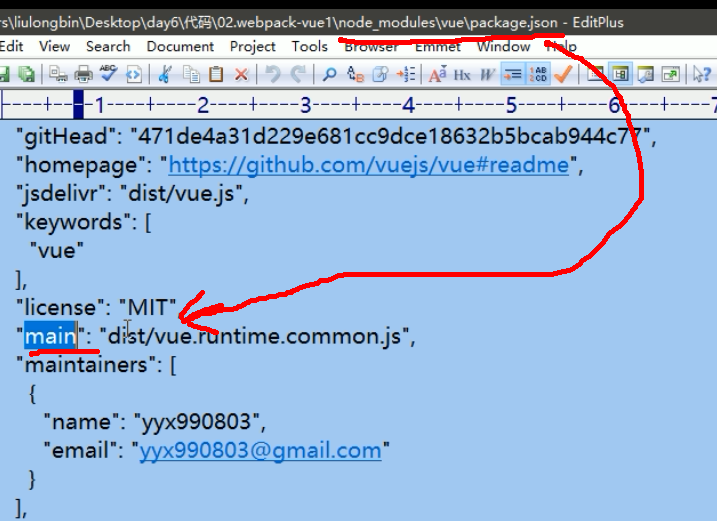 rs\liulongbin\Desktop\day6\代码\02.webpack-vue1\node_modules\vue\package.json - EditPlus
Edit View Search Document Project Tools Browser Emmet Window Help
1 2 3 4 5 6 7
"gitHead": "471de4a31d229e681cc9dce18632b5bcab944c77",
"homepage": "https://github.com/vuejs/vue#readme",
"jsdelivr": "dist/vue.js",
"keywords": [
"vue"
],
"license": "MIT",
"main": "dist/vue.runtime.common.js",
"maintainers": [
{
"name": "yyx990803",
"email": "yyx990803@gmail.com"
}
],